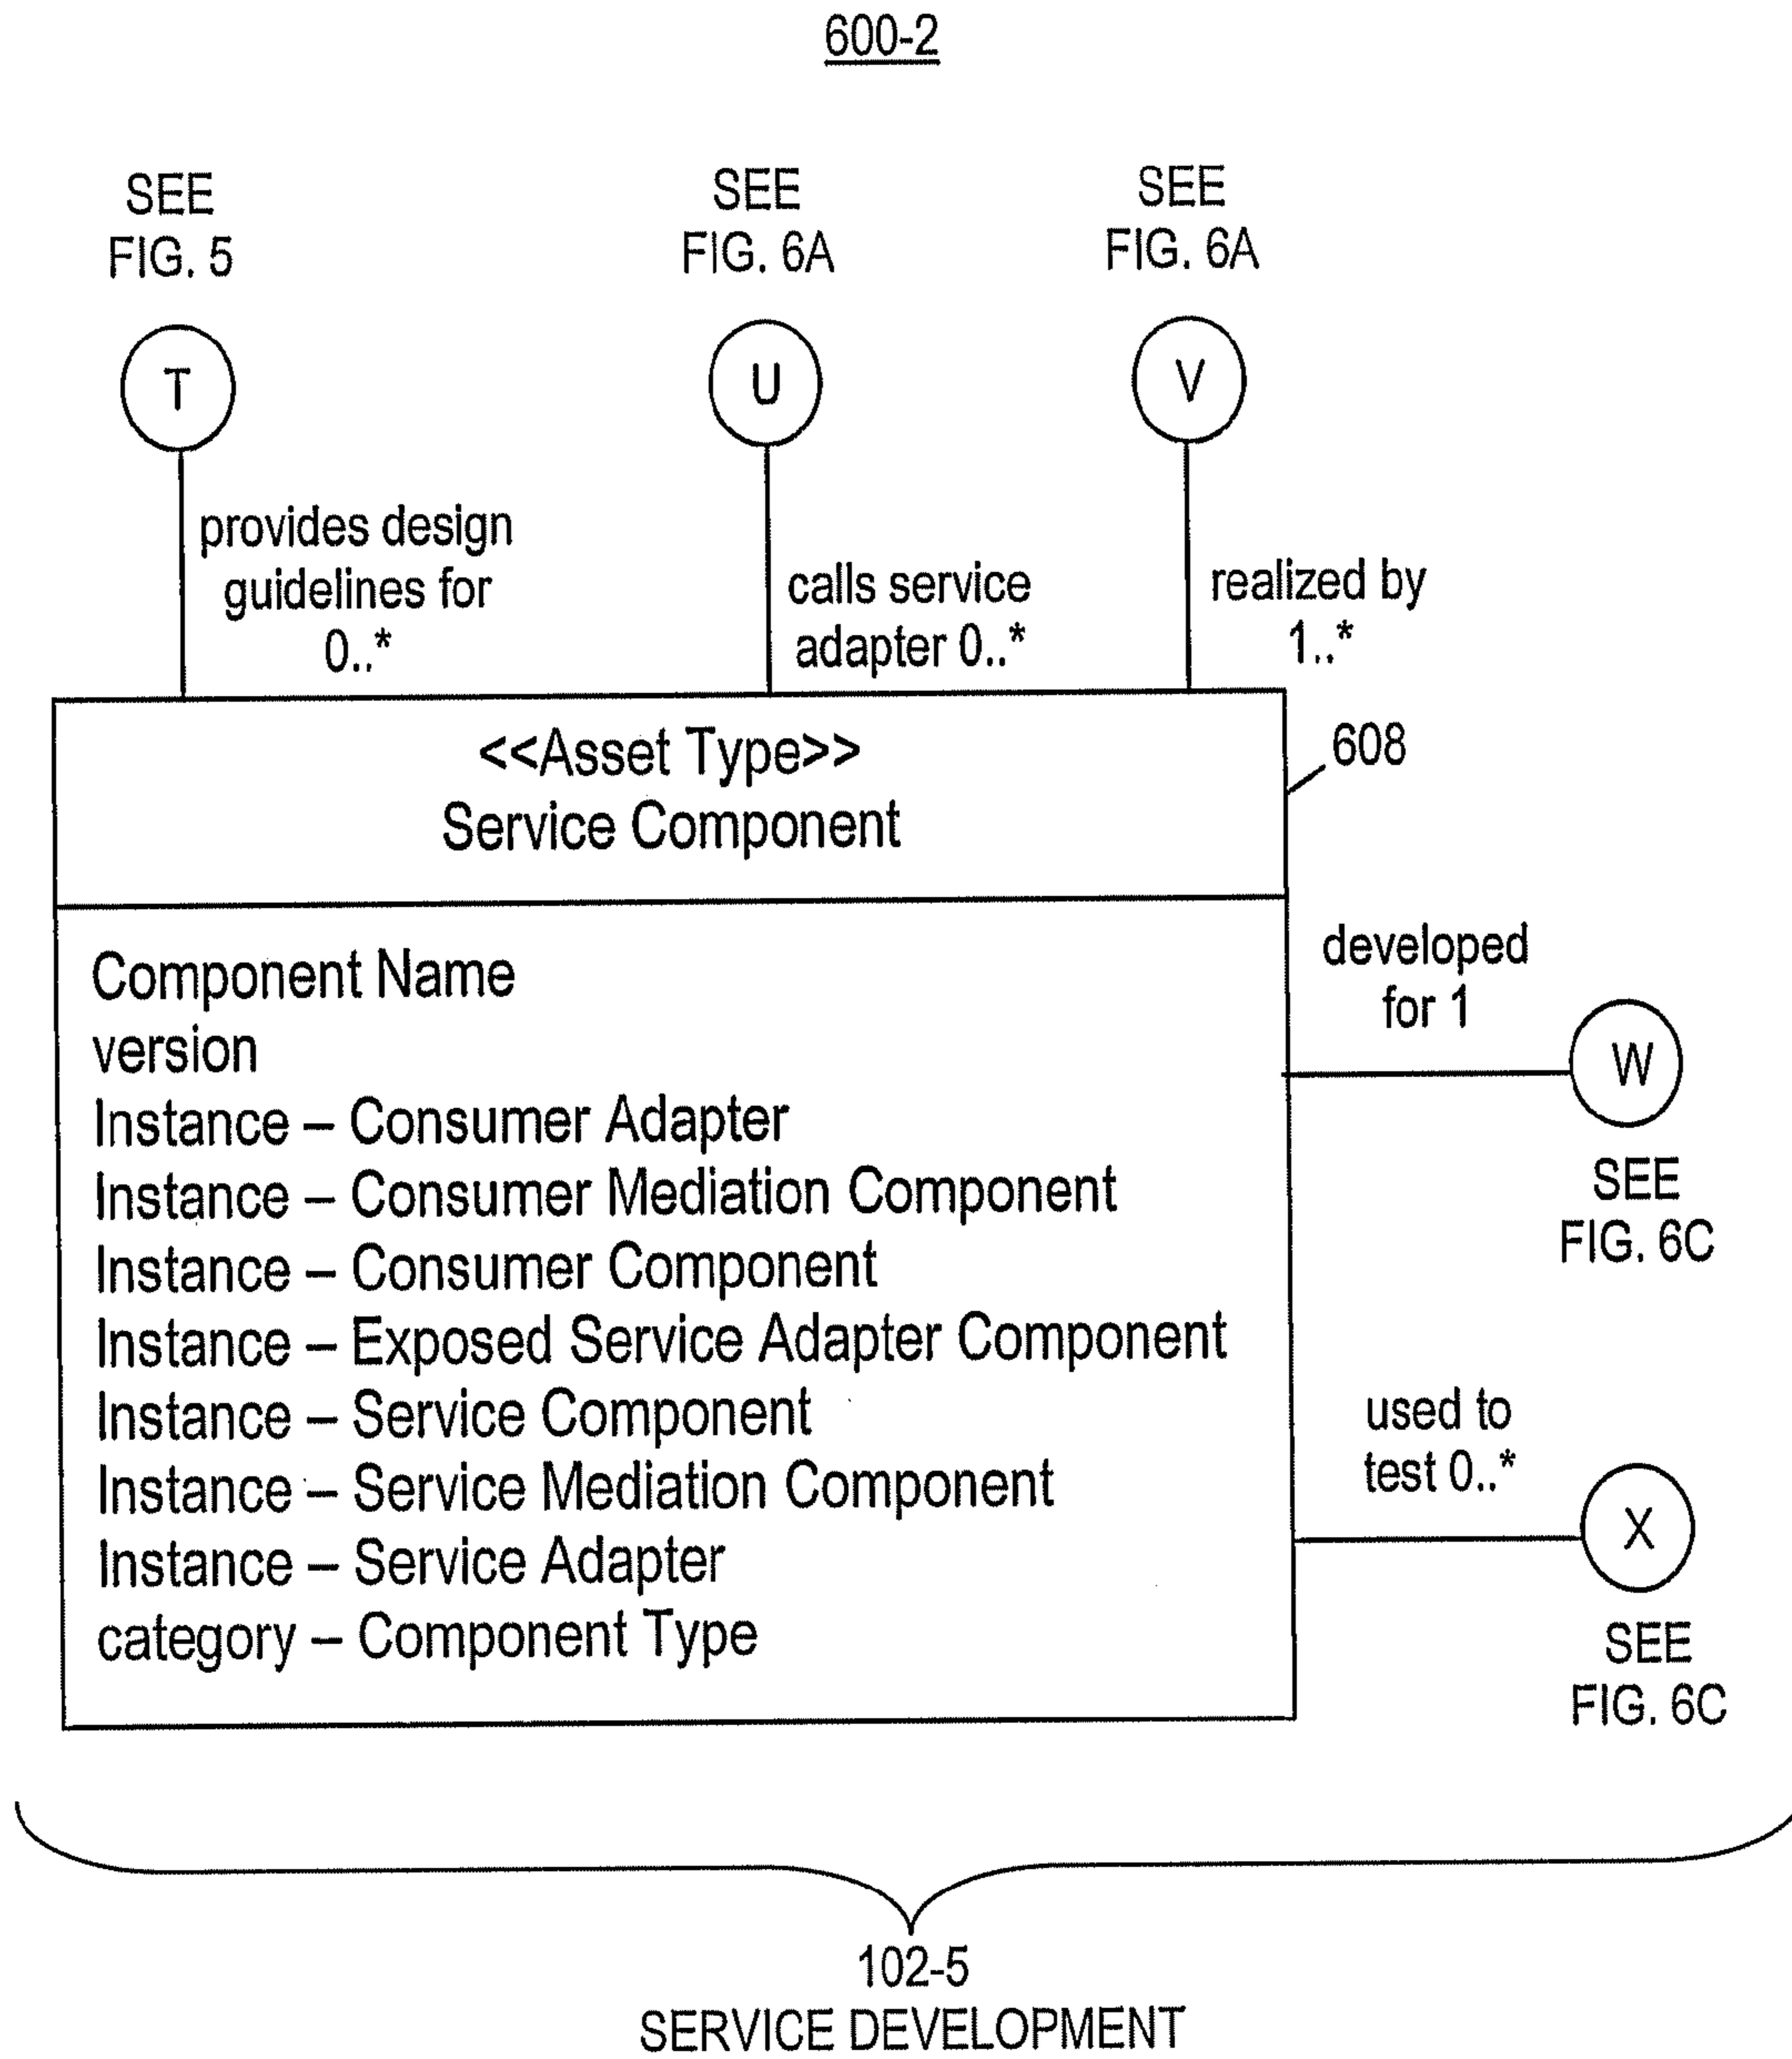 600-2
SEE
FIG. 5
SEE
FIG. 6A
SEE
FIG. 6A
T
U
V
provides design
guidelines for
0..*
calls service
adapter 0..*
realized by
1..*
<<Asset Type>>
Service Component
608
Component Name
version
Instance – Consumer Adapter
Instance – Consumer Mediation Component
Instance – Consumer Component
Instance – Exposed Service Adapter Component
Instance – Service Component
Instance – Service Mediation Component
Instance – Service Adapter
category – Component Type
developed
for 1
W
SEE
FIG. 6C
used to
test 0..*
X
SEE
FIG. 6C
102-5
SERVICE DEVELOPMENT